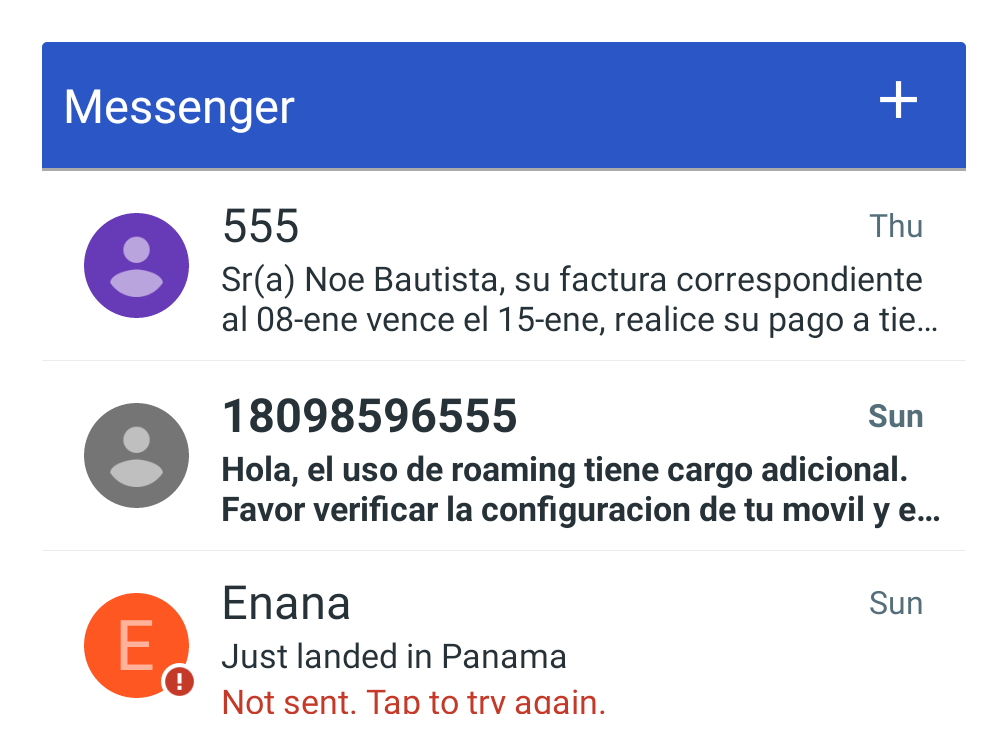 Messenger
555
Thu
Sr(a) Noe Bautista, su factura correspondiente
al 08-ene vence el 15-ene, realice su pago a tie...
18098596555
Sun
Hola, el uso de roaming tiene cargo adicional.
Favor verificar la configuracion de tu movil y e...
E
Enana
Sun
Just landed in Panama
Not sent. Tap to try again.